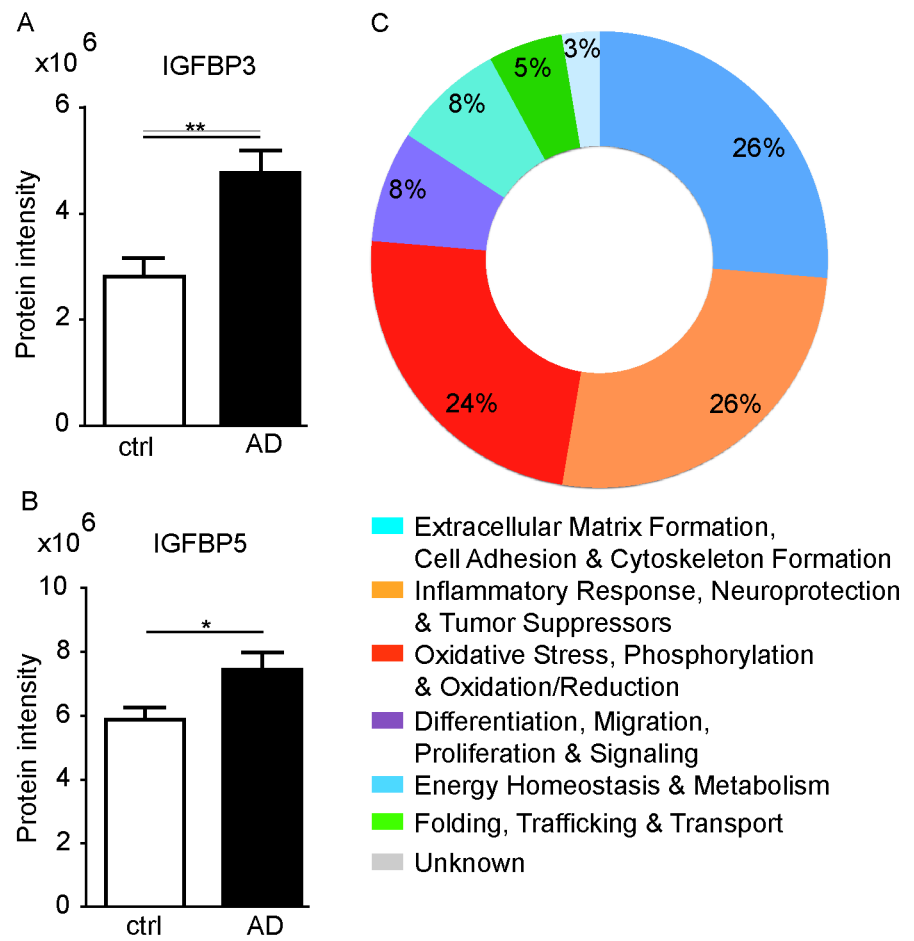 A
x10 6
IGFBP3
**
6
4
2
0
Protein intensity
ctrl
AD
B
x10 6
IGFBP5
*
10
8
6
4
2
0
Protein intensity
ctrl
AD
C
3%
5%
8%
8%
24%
26%
26%
Extracellular Matrix Formation,
Cell Adhesion & Cytoskeleton Formation
Inflammatory Response, Neuroprotection
& Tumor Suppressors
Oxidative Stress, Phosphorylation
& Oxidation/Reduction
Differentiation, Migration,
Proliferation & Signaling
Energy Homeostasis & Metabolism
Folding, Trafficking & Transport
Unknown